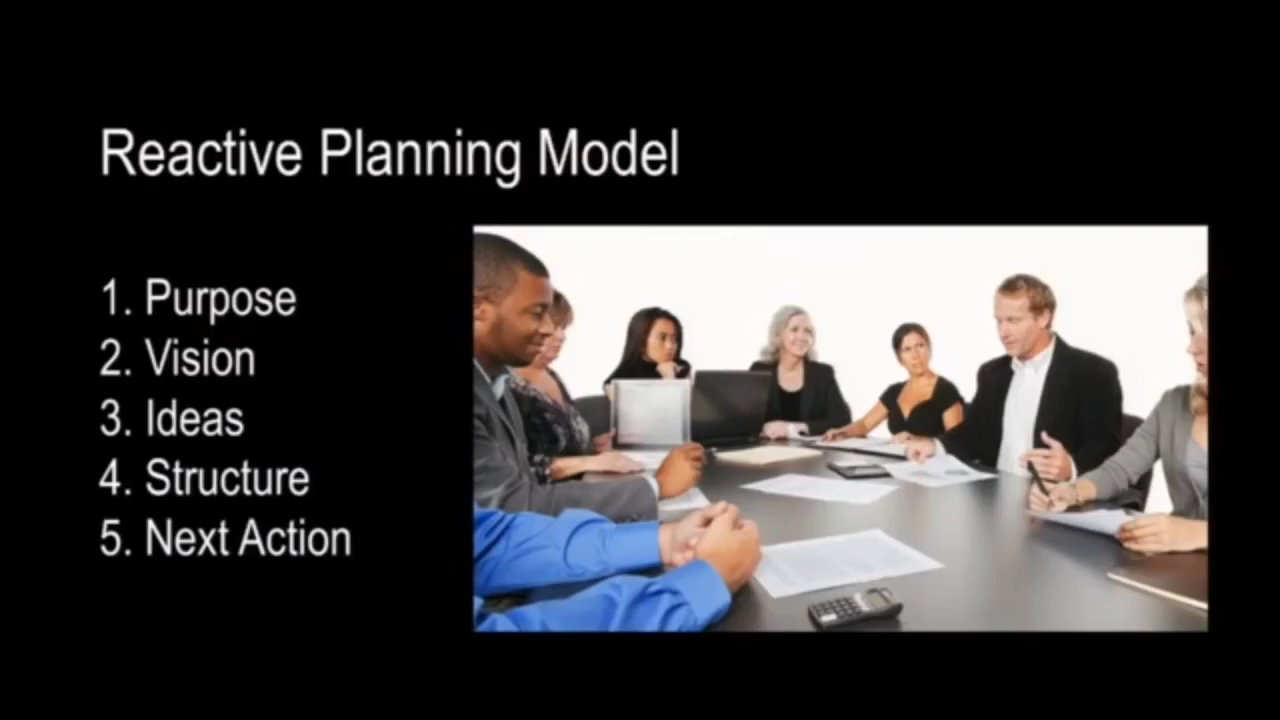 Reactive Planning Model
1. Purpose
2. Vision
3. Ideas
4. Structure
5. Next Action